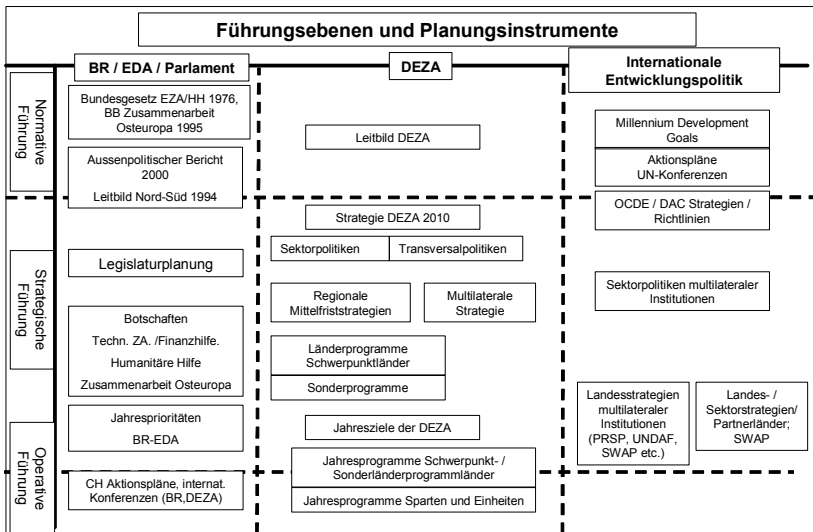 Führungsebenen und Planungsinstrumente
BR / EDA / Parlament
DEZA
Internationale
Entwicklungspolitik
Normative
Führung
Bundesgesetz EZA/HH 1976,
BB Zusammenarbeit
Osteuropa 1995
Aussenpolitischer Bericht
2000
Leitbild Nord-Süd 1994
Leitbild DEZA
Millennium Development
Goals
Aktionspläne
UN-Konferenzen
OCDE / DAC Strategien /
Richtlinien
Strategische
Führung
Legislaturplanung
Botschaften
Techn. ZA. /Finanzhilfe.
Humanitäre Hilfe
Zusammenarbeit Osteuropa
Strategie DEZA 2010
Sektorpolitiken
Transversalpolitiken
Regionale
Mittelfriststrategien
Multilaterale
Strategie
Länderprogramme
Schwerpunktländer
Sonderprogramme
Sektorpolitiken multilateraler
Institutionen
Landesstrategien
multilateraler
Institutionen
(PRSP, UNDAF,
SWAP etc.)
Landes- /
Sektorstrategien/
Partnerländer;
SWAP
Operative
Führung
Jahresprioritäten
BR-EDA
CH Aktionspläne, internat.
Konferenzen (BR,DEZA)
Jahresziele der DEZA
Jahresprogramme Schwerpunkt- /
Sonderländerprogrammländer
Jahresprogramme Sparten und Einheiten